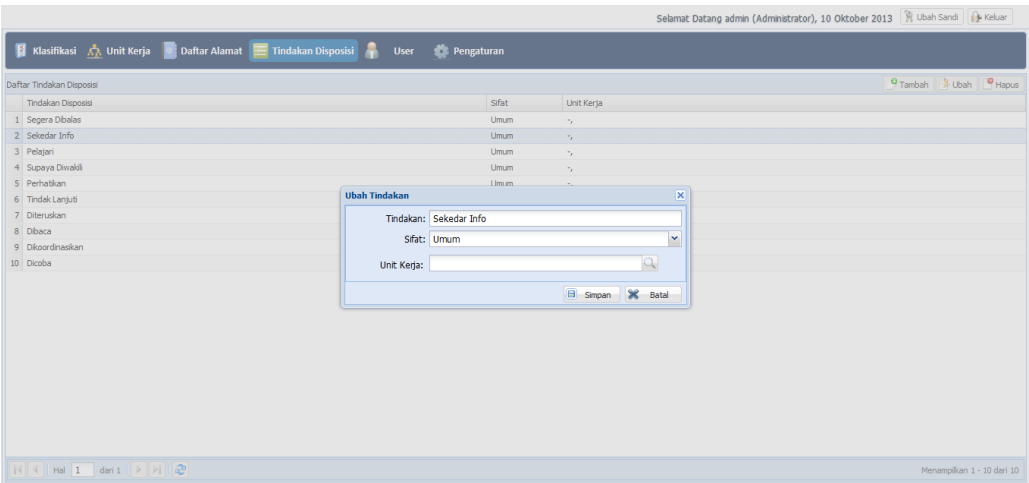 Selamat Datang admin (Administrator), 10 Oktober 2013 Ubah Sandi Keluar
Klasifikasi Unit Kerja Daftar Alamat Tindakan Disposisi User Pengaturan
Daftar Tindakan Disposisi Tambah Ubah Hapus
Tindakan Disposisi Sifat Unit Kerja
1 Segera Dibalas Umum -,
2 Sekedar Info Umum -,
3 Pelajari Umum -,
4 Supaya Diwakili Umum -,
5 Perhatikan Umum -,
6 Tindak Lanjuti
7 Diteruskan
8 Dibaca
9 Dikoordinasikan
10 Dicoba
Ubah Tindakan
Tindakan: Sekedar Info
Sifat: Umum
Unit Kerja:
Simpan Batal
Hal 1 dari 1 Menampilkan 1 - 10 dari 10